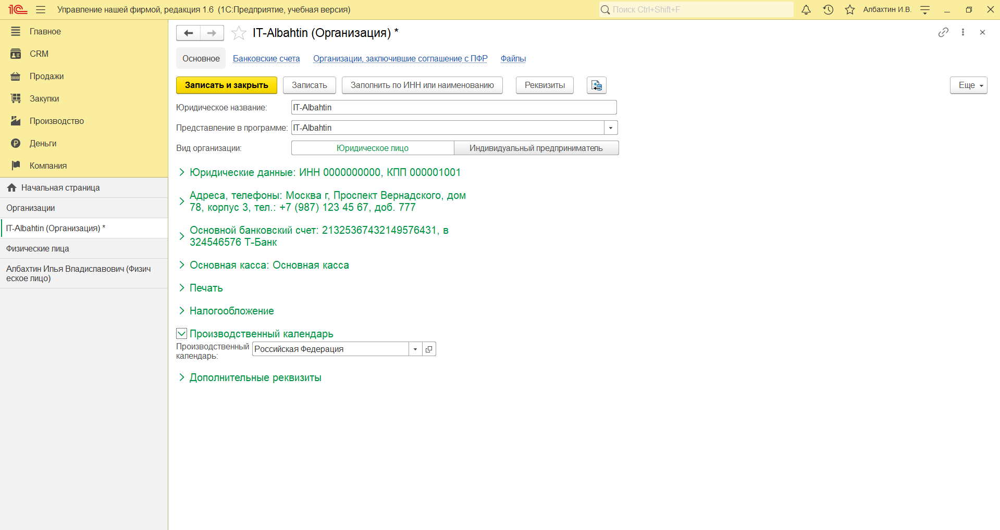 1С Управление нашей фирмой, редакция 1.6 (1С:Предприятие, учебная версия) Поиск Ctrl+Shift+F Албахтин И.В.
Главное
CRM
Продажи
Закупки
Производство
Деньги
Компания
Начальная страница
Организации
IT-Albahtin (Организация) *
Физические лица
Албахтин Илья Владиславович (Физич
еское лицо)
IT-Albahtin (Организация) *
Основное Банковские счета Организации, заключившие соглашение с ПФР Файлы
Записать и закрыть Записать Заполнить по ИНН или наименованию Реквизиты Еще
Юридическое название: IT-Albahtin
Представление в программе: IT-Albahtin
Вид организации: Юридическое лицо Индивидуальный предприниматель
Юридические данные: ИНН 0000000000, КПП 000001001
Адреса, телефоны: Москва г, Проспект Вернадского, дом
78, корпус 3, тел.: +7 (987) 123 45 67, доб. 777
Основной банковский счет: 21325367432149576431, в
324546576 Т-Банк
Основная касса: Основная касса
Печать
Налогообложение
Производственный календарь
Производственный
календарь: Российская Федерация
Дополнительные реквизиты